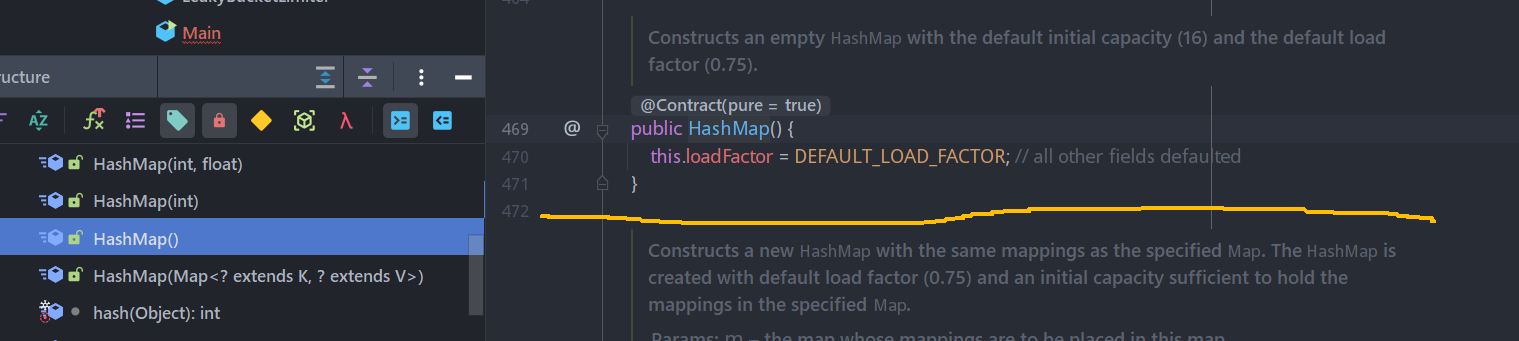 LeakyBucketLimiter
Main
ructure
HashMap(int, float)
HashMap(int)
HashMap()
HashMap(Map<? extends K, ? extends V>)
hash(Object): int
Constructs an empty HashMap with the default initial capacity (16) and the default load
factor (0.75).
@Contract(pure = true)
469 @ public HashMap() {
470 this.loadFactor = DEFAULT_LOAD_FACTOR; // all other fields defaulted
471 }
472
Constructs a new HashMap with the same mappings as the specified Map. The HashMap is
created with default load factor (0.75) and an initial capacity sufficient to hold the
mappings in the specified Map.
Params: m – the map whose mappings are to be placed in this map